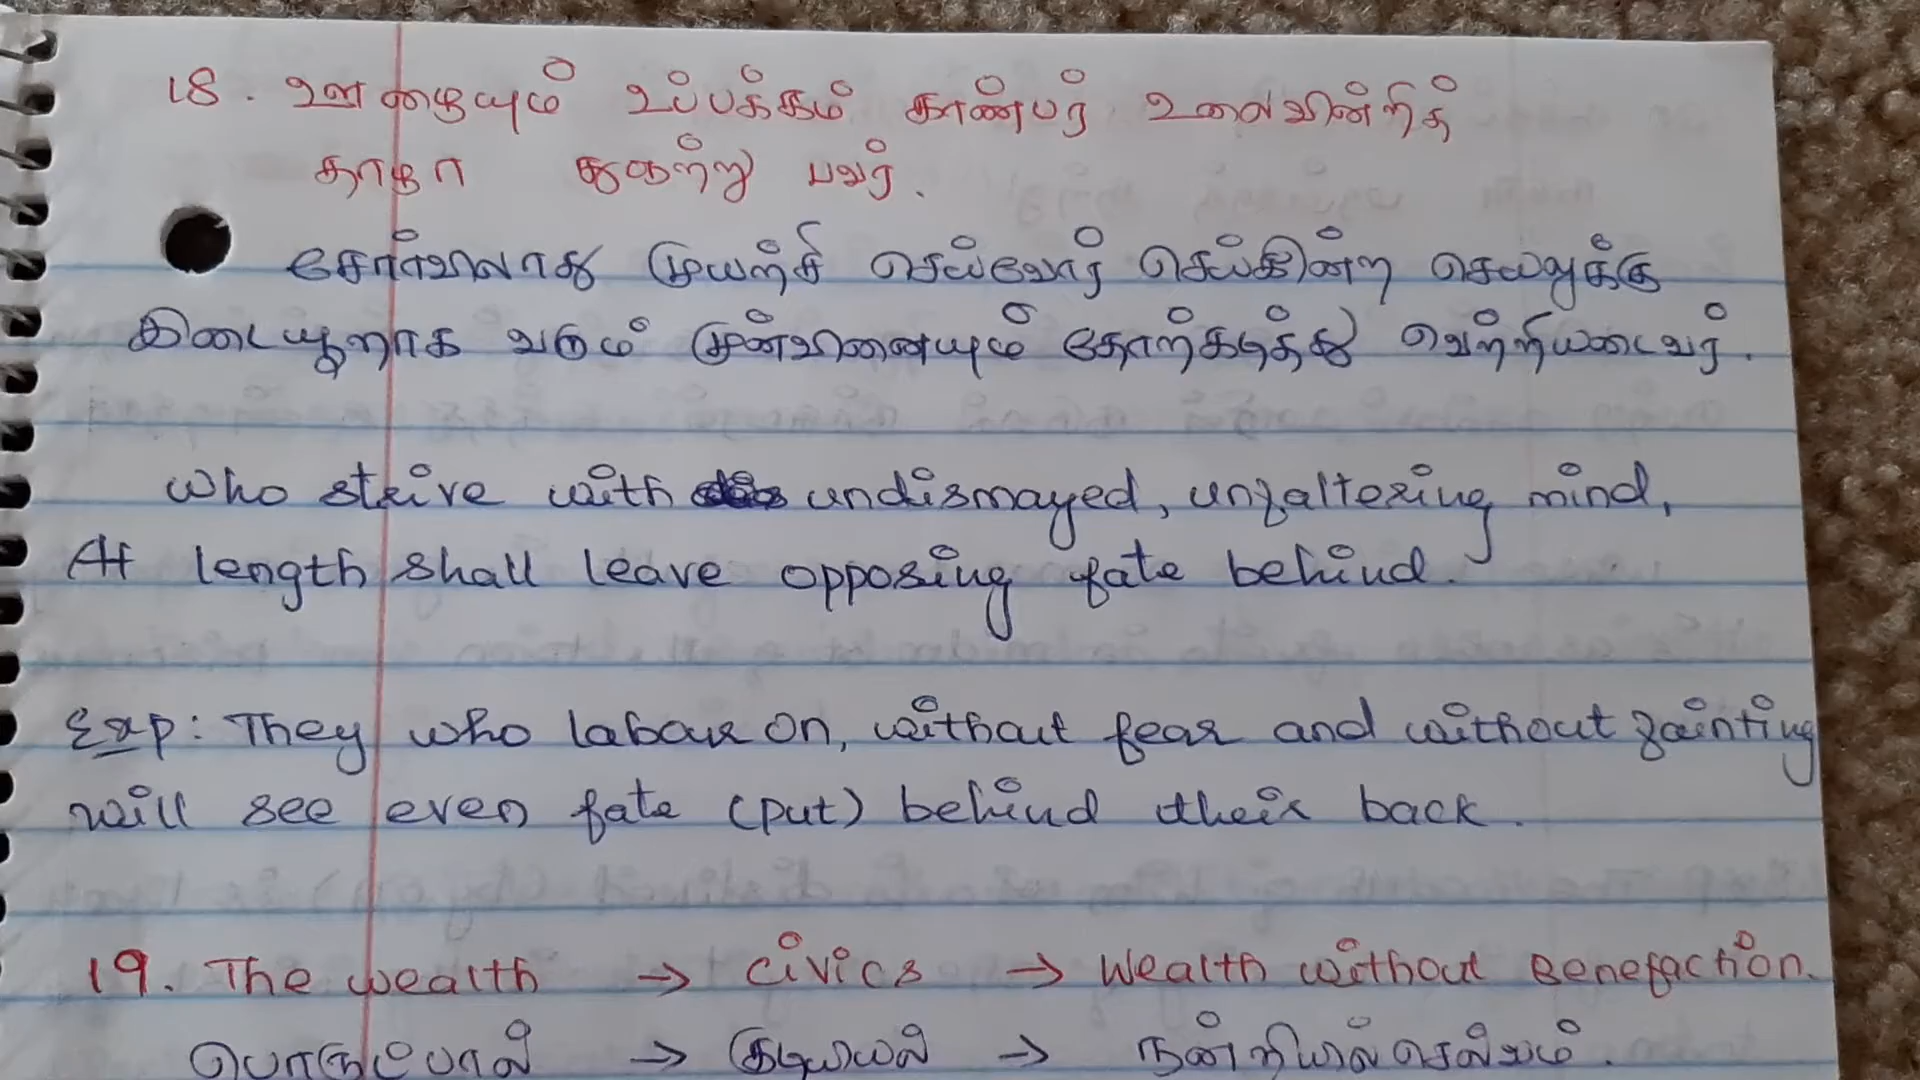 18. ஊழையும் உப்பக்கம் காண்பர் உலைவின்றித்
தாழா துஞற்று பவர்.
சோர்விலாது முயற்சி செய்வோர் செய்கின்ற செயலுக்கு
இடையூறாக வரும் முன்வினையும் தோற்கடித்து வெற்றியடைவர்.
Who strive with undismayed, unfaltering mind,
At length shall leave opposing fate behind.
Exp: They who labour on, without fear and without fainting
will see even fate (put) behind their back.
19. The wealth → Civics → Wealth without Benefaction.
பொருட்பால் → குடியியல் → நன்றியில்செல்வம்.